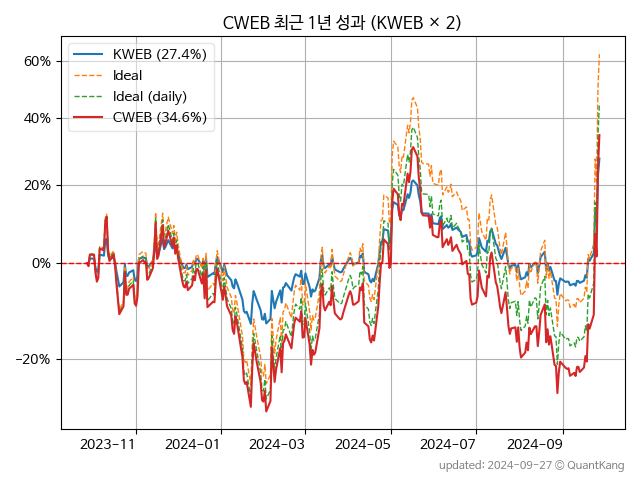 CWEB 최근 1년 성과 (KWEB × 2)
KWEB (27.4%)
Ideal
Ideal (daily)
CWEB (34.6%)
60%
40%
20%
0%
−20%
2023-11
2024-01
2024-03
2024-05
2024-07
2024-09
updated: 2024-09-27 © QuantKang